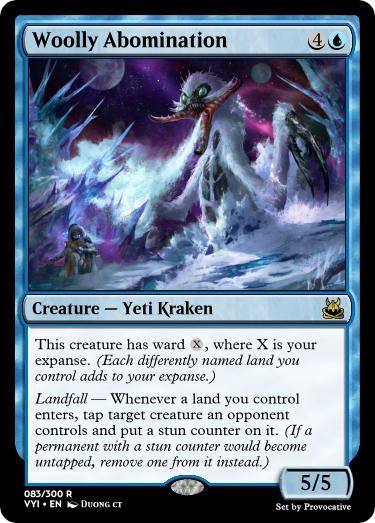 Woolly Abomination 4
Creature — Yeti Kraken
This creature has ward X, where X is your
expanse. (Each differently named land you
control adds to your expanse.)
Landfall — Whenever a land you control
enters, tap target creature an opponent
controls and put a stun counter on it. (If a
permanent with a stun counter would become
untapped, remove one from it instead.)
5/5
083/300 R
VYI • EN DUONG CT
Set by Provocative